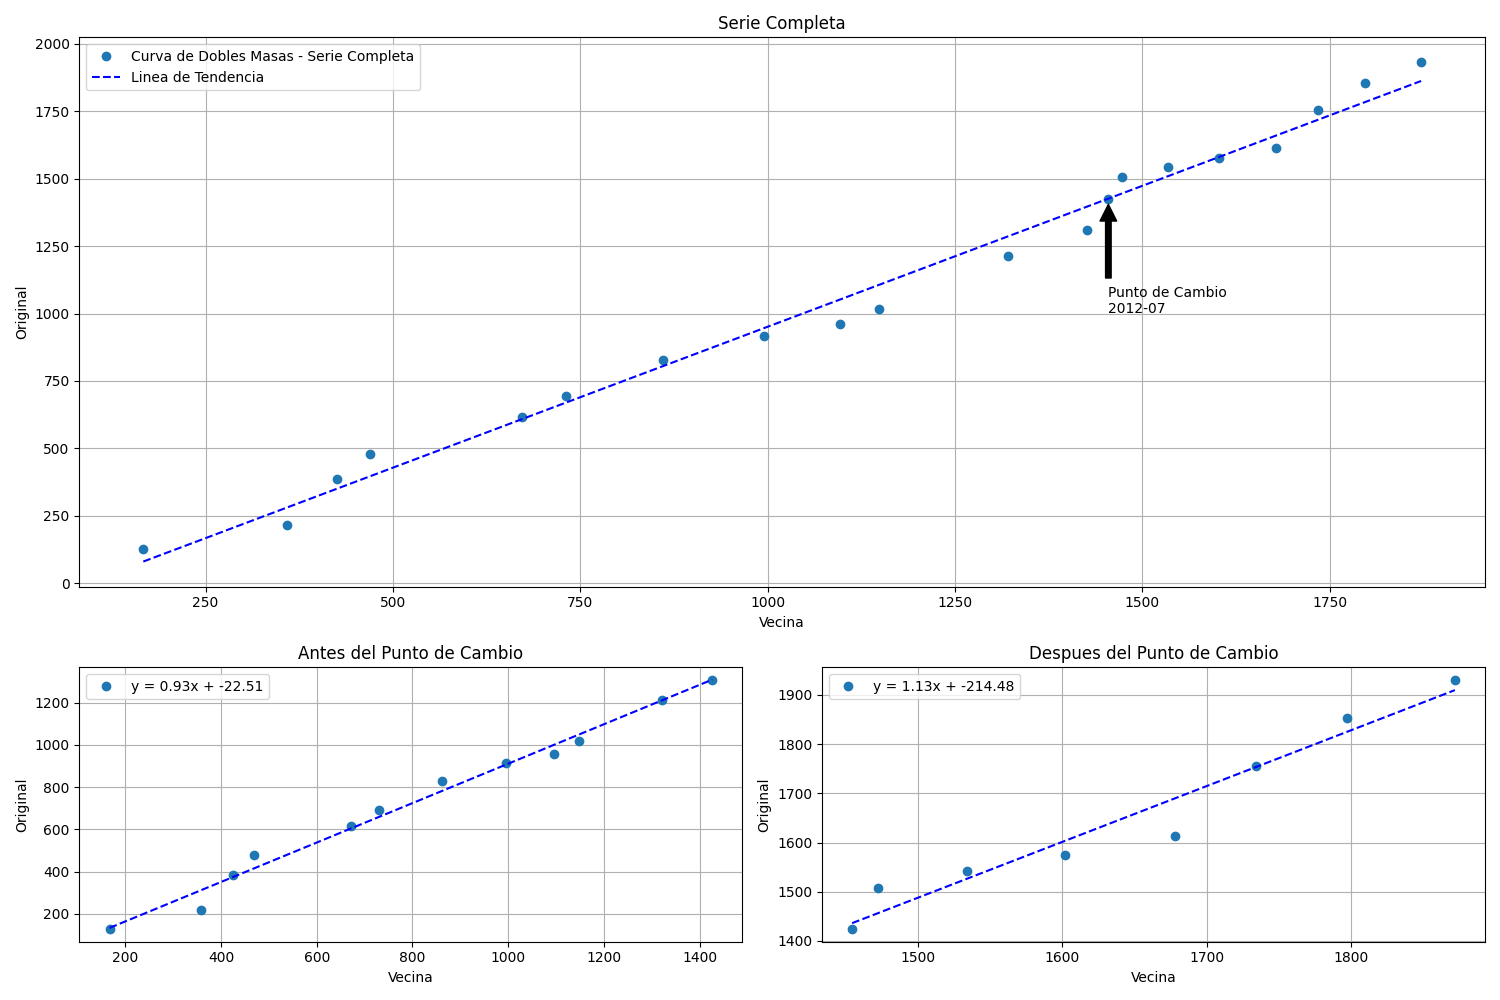 Serie Completa
Curva de Dobles Masas - Serie Completa
Linea de Tendencia
2000
1750
1500
1250
1000
750
500
250
0
Original
Punto de Cambio
2012-07
250
500
750
1000
1250
1500
1750
Vecina
Antes del Punto de Cambio
y = 0.93x + -22.51
1200
1000
800
600
400
200
Original
200
400
600
800
1000
1200
1400
Vecina
Despues del Punto de Cambio
y = 1.13x + -214.48
1900
1800
1700
1600
1500
1400
Original
1500
1600
1700
1800
Vecina